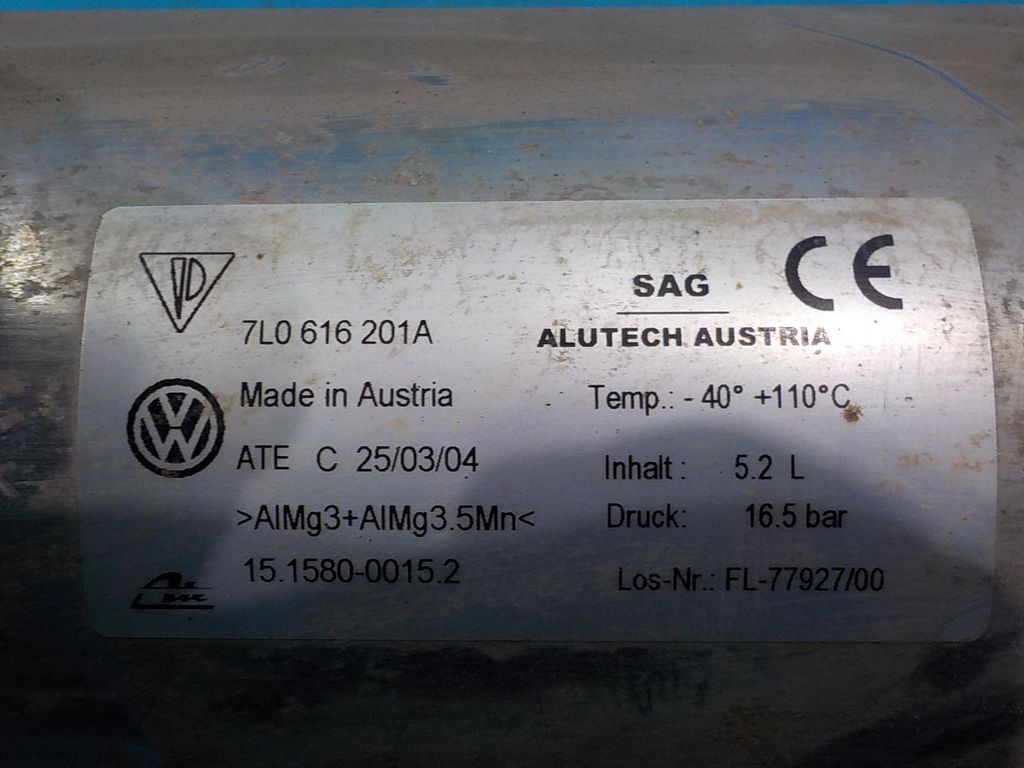 7L0 616 201A
Made in Austria
ATE C 25/03/04
>AlMg3+AlMg3.5Mn<
15.1580-0015.2
SAG
ALUTECH AUSTRIA
CE
Temp.: - 40° +110°C
Inhalt : 5.2 L
Druck: 16.5 bar
Los-Nr.: FL-77927/00